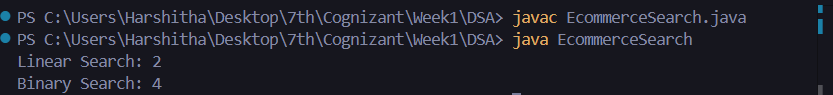 PS C:\Users\Harshitha\Desktop\7th\Cognizant\Week1\DSA> javac EcommerceSearch.java
PS C:\Users\Harshitha\Desktop\7th\Cognizant\Week1\DSA> java EcommerceSearch
Linear Search: 2
Binary Search: 4